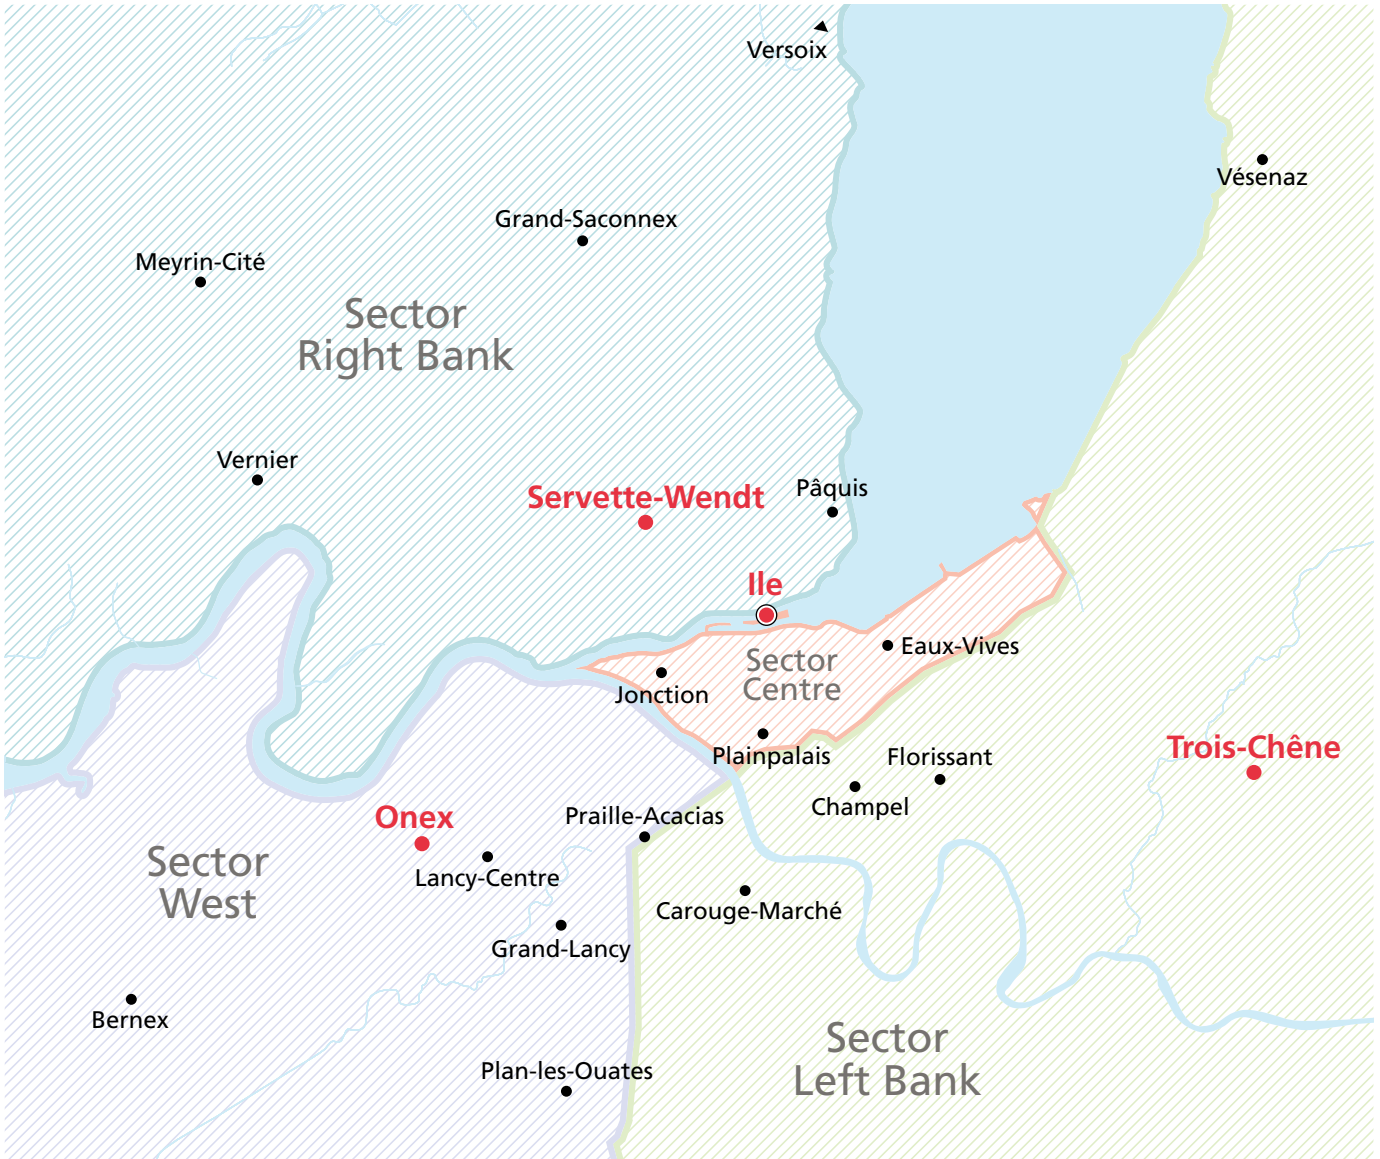 Versoix
Vésenaz
Grand-Saconnex
Meyrin-Cité
Sector
Right Bank
Vernier
Servette-Wendt
Pâquis
Ile
Eaux-Vives
Sector
Centre
Jonction
Plainpalais
Florissant
Trois-Chêne
Champel
Onex
Praille-Acacias
Sector
West
Lancy-Centre
Carouge-Marché
Grand-Lancy
Bernex
Sector
Left Bank
Plan-les-Ouates